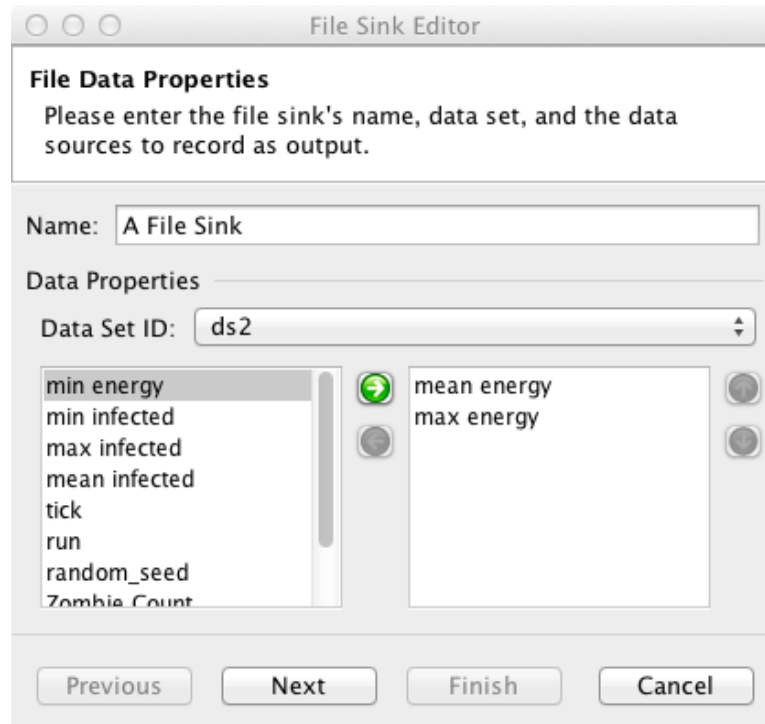 File Sink Editor
File Data Properties
Please enter the file sink's name, data set, and the data
sources to record as output.
Name: A File Sink
Data Properties
Data Set ID: ds2
min energy
min infected
max infected
mean infected
tick
run
random_seed
Zombie Count
mean energy
max energy
Previous
Next
Finish
Cancel